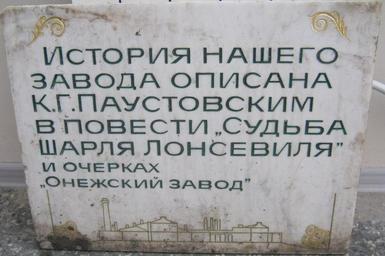 История нашего
завода описана
К.Г.Паустовским
в повести „Судьба
Шарля Лонсевиля"
и очерках
„Онежский завод"